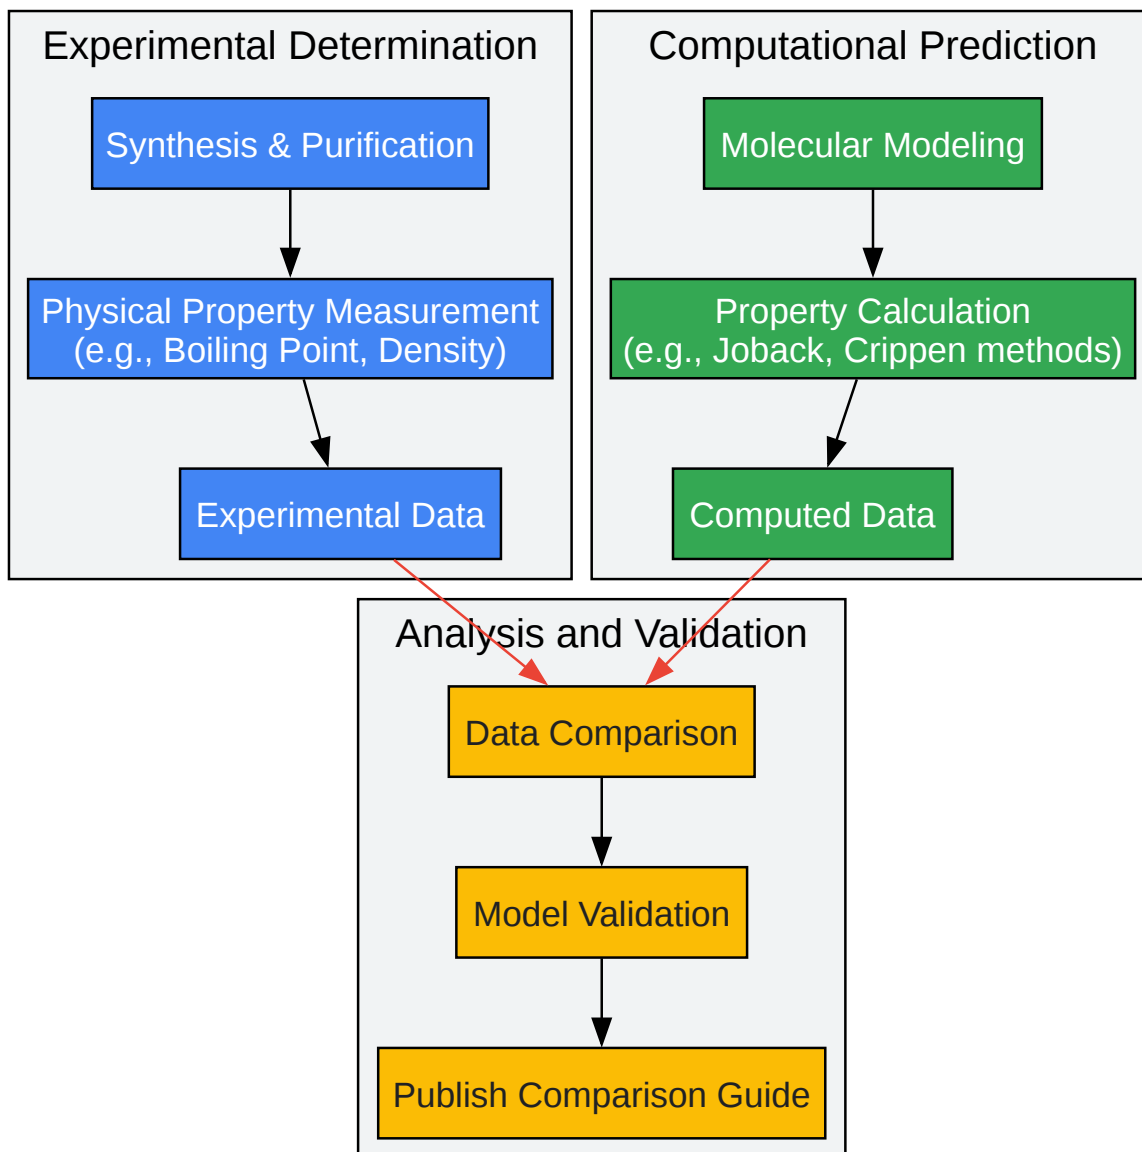 Experimental Determination
Synthesis & Purification
Physical Property Measurement
(e.g., Boiling Point, Density)
Experimental Data
Computational Prediction
Molecular Modeling
Property Calculation
(e.g., Joback, Crippen methods)
Computed Data
Analysis and Validation
Data Comparison
Model Validation
Publish Comparison Guide